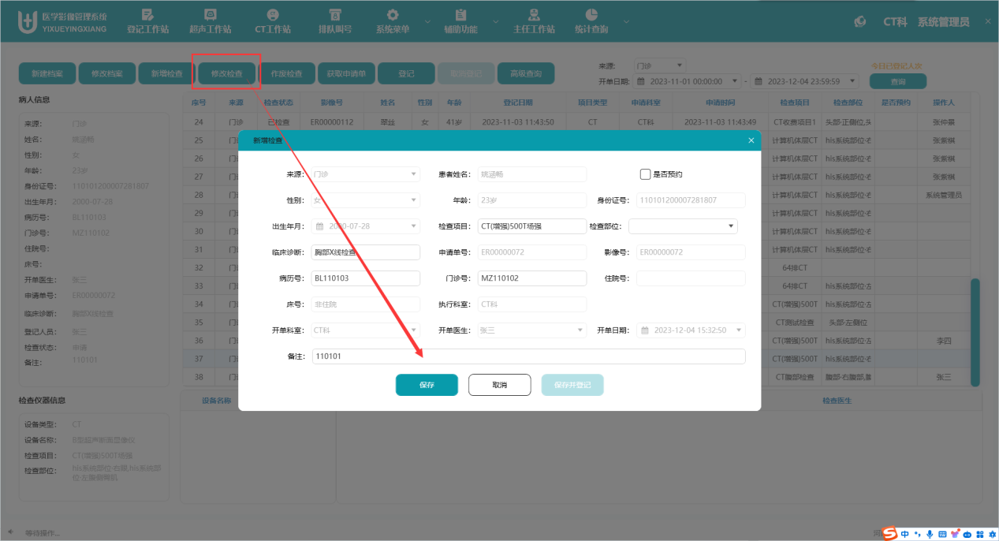 医学影像管理系统
YIXUEYINGXIANG
登记工作站 超声工作站 CT工作站 排队叫号 系统菜单 辅助功能 主任工作站 统计查询
CT科 系统管理员
新建档案 修改档案 新增检查 修改检查 作废检查 获取申请单 登记 取消登记 高级查询
来源: 门诊
今日已登记人次
开单日期: 2023-11-01 00:00:00 - 2023-12-04 23:59:59 查询
病人信息
来源: 门诊
姓名: 姚涵畅
性别: 女
年龄: 23岁
身份证号: 110101200007281807
出生年月: 2000-07-28
病历号: BL110103
门诊号: MZ110102
住院号:
床号:
开单医生: 张三
申请单号: ER00000072
临床诊断: 胸部X线检查
登记人员: 张三
检查状态: 申请
备注: 110101
序号 来源 检查状态 影像号 姓名 性别 年龄 登记日期 项目类型 申请科室 申请时间 检查项目 检查部位 是否预约 操作人
24 门诊 已检查 ER00000112 翠丝 女 41岁 2023-11-03 11:43:50 CT CT科 2023-11-03 11:43:49 CT收费项目1 头部·正侧位,头 张仲景
25 门 计算机体层CT his系统部位·右 张紫棋
26 门 计算机体层CT his系统部位·右 张紫棋
27 门 计算机体层CT his系统部位·右 张紫棋
28 门 计算机体层CT his系统部位·右 系统管理员
29 门 计算机体层CT his系统部位·右
30 门 计算机体层CT his系统部位·右
31 门 计算机体层CT his系统部位·右
32 门 64排CT
33 门 64排CT his系统部位·左
34 门 CT(增强)500T his系统部位·左
35 门 CT测试检查 头部·左侧位
36 门 CT(增强)500T his系统部位·左 李四
37 门 CT(增强)500T his系统部位·右
38 门 CT腹部检查 腹部·右腹部,腹 张三
新增检查
来源: 门诊 患者姓名: 姚涵畅 是否预约
性别: 女 年龄: 23岁 身份证号: 110101200007281807
出生年月: 2000-07-28 检查项目: CT(增强)500T场强 检查部位:
临床诊断: 胸部X线检查 申请单号: ER00000072 影像号: ER00000072
病历号: BL110103 门诊号: MZ110102 住院号:
床号: 非住院 执行科室: CT科
开单科室: CT科 开单医生: 张三 开单日期: 2023-12-04 15:32:50
备注: 110101
保存 取消 保存并登记
检查仪器信息
设备类型: CT
设备名称: B型超声断面显像仪
检查项目: CT(增强)500T场强
检查部位: his系统部位·右眼,his系统部
位·左腹侧臂肌
设备名称 检查医生
等待操作...
中